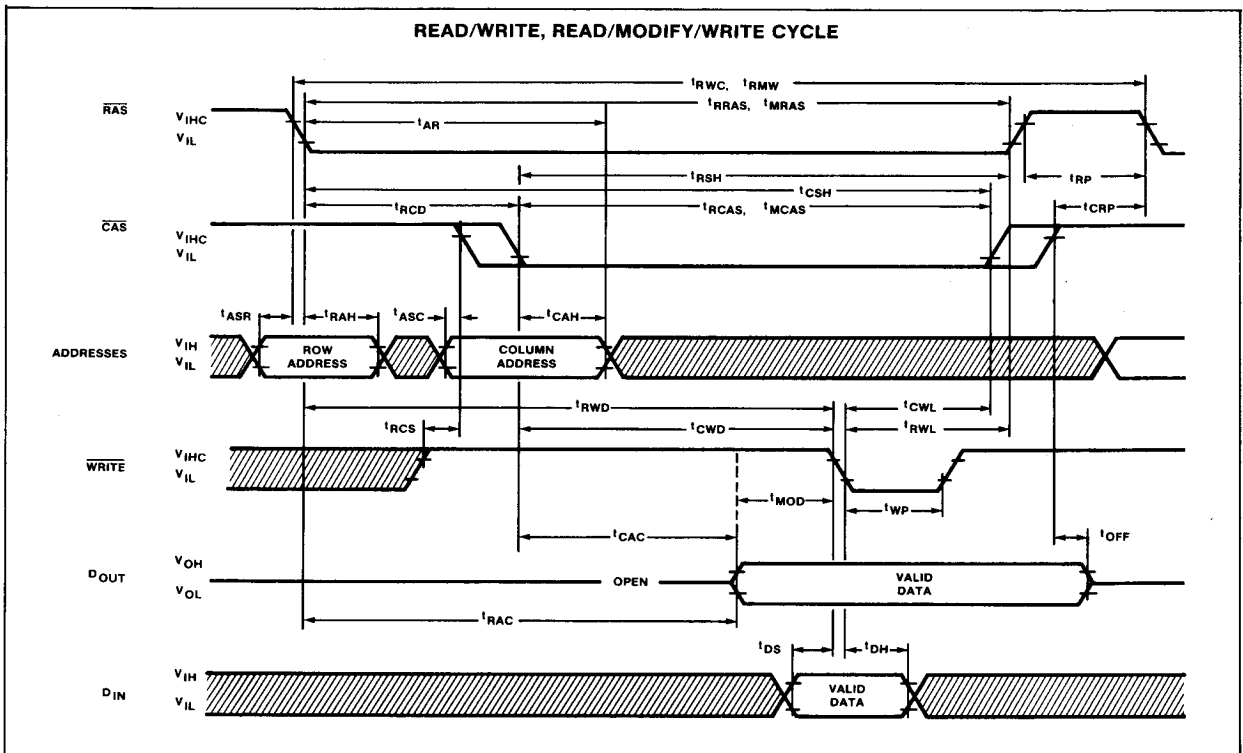 READ/WRITE, READ/MODIFY/WRITE CYCLE
tRWC, tRMW
RAS
VIHC
VIL
tRRAS, tMRAS
tAR
tRSH
tRP
tCSH
tRCD
tRCAS, tMCAS
tCRP
CAS
VIHC
VIL
tASR
tRAH
tASC
tCAH
ADDRESSES
VIH
VIL
ROW
ADDRESS
COLUMN
ADDRESS
tRWD
tCWL
tRCS
tCWD
tRWL
WRITE
VIHC
VIL
tMOD
tWP
tCAC
tOFF
DOUT
VOH
VOL
OPEN
VALID
DATA
tRAC
tDS
tDH
DIN
VIH
VIL
VALID
DATA